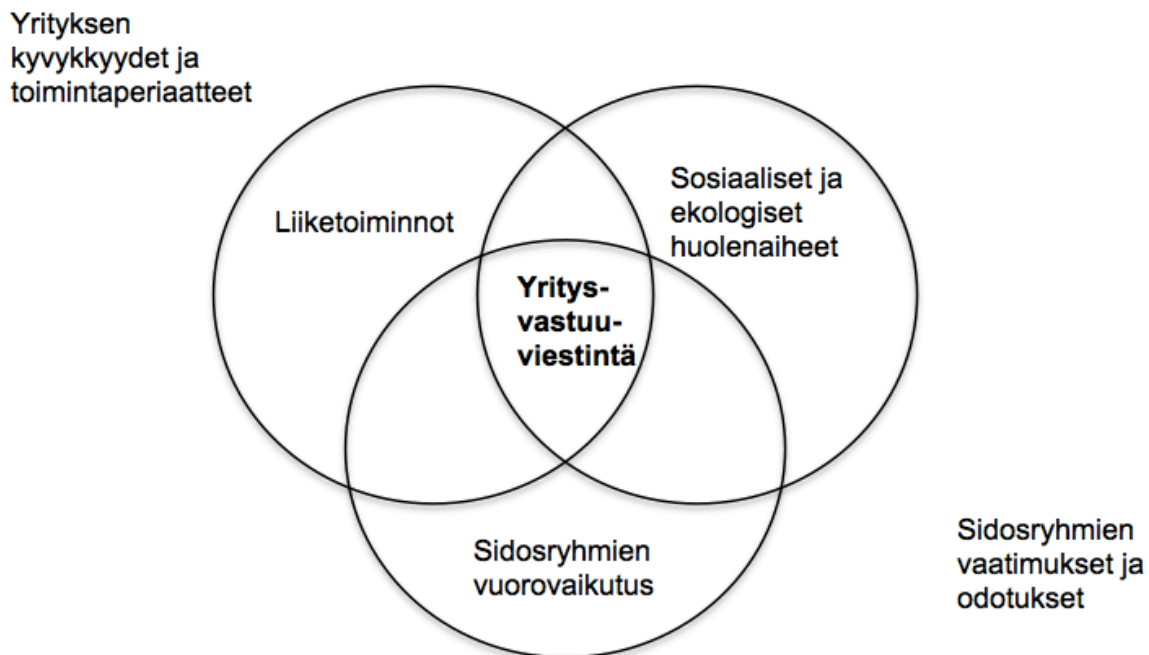 Yrityksen
kyvykkyydet ja
toimintaperiaatteet
Liiketoiminnot
Sosiaaliset ja
ekologiset
huolenaiheet
Yritys-
vastuu-
viestintä
Sidosryhmien
vuorovaikutus
Sidosryhmien
vaatimukset ja
odotukset